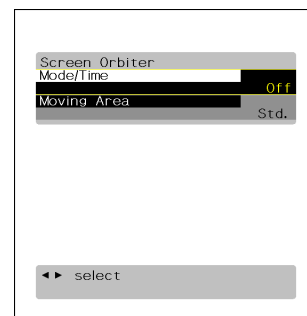 Screen Orbiter
Mode/Time
Off
Moving Area
Std.
◄► select